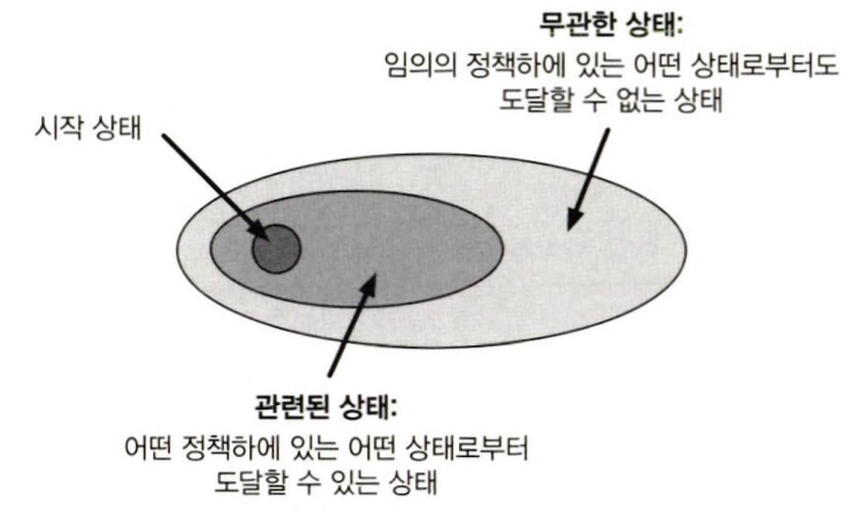 무관한 상태:
임의의 정책하에 있는 어떤 상태로부터도
도달할 수 없는 상태
시작 상태
관련된 상태:
어떤 정책하에 있는 어떤 상태로부터
도달할 수 있는 상태